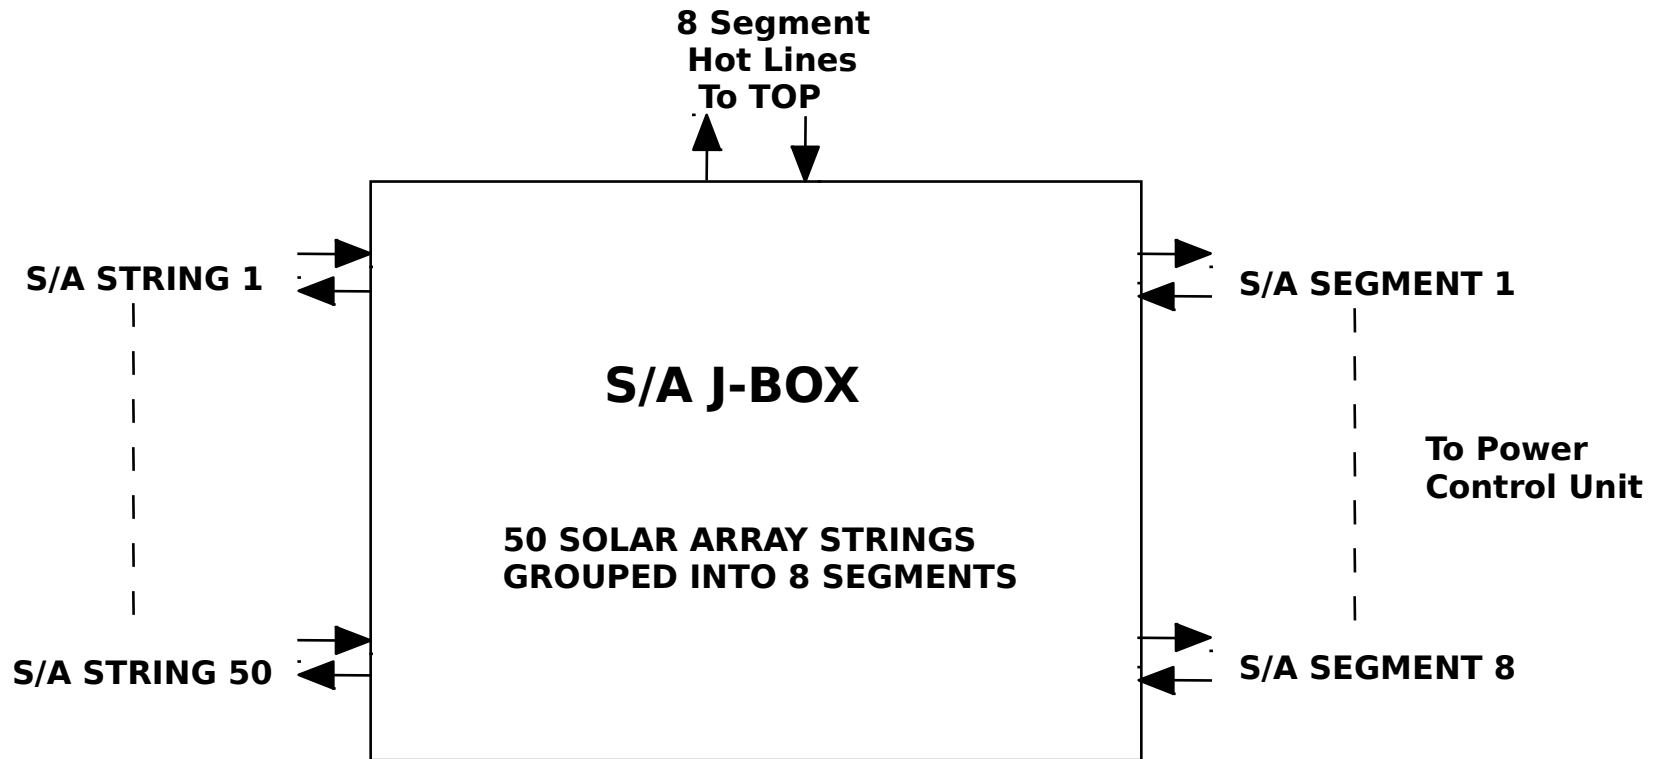 8 Segment
Hot Lines
To TOP
S/A STRING 1
S/A SEGMENT 1
S/A J-BOX
To Power
Control Unit
50 SOLAR ARRAY STRINGS
GROUPED INTO 8 SEGMENTS
S/A STRING 50
S/A SEGMENT 8